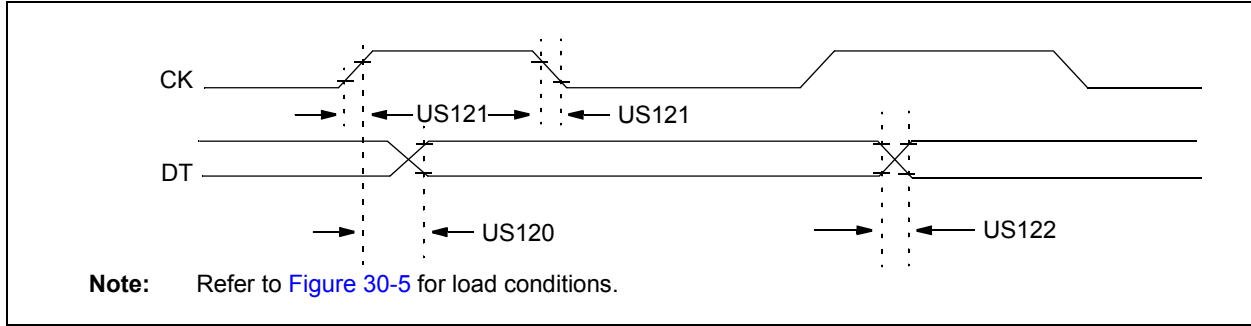 CK
US121 US121
DT
US120 US122
Note: Refer to Figure 30-5 for load conditions.